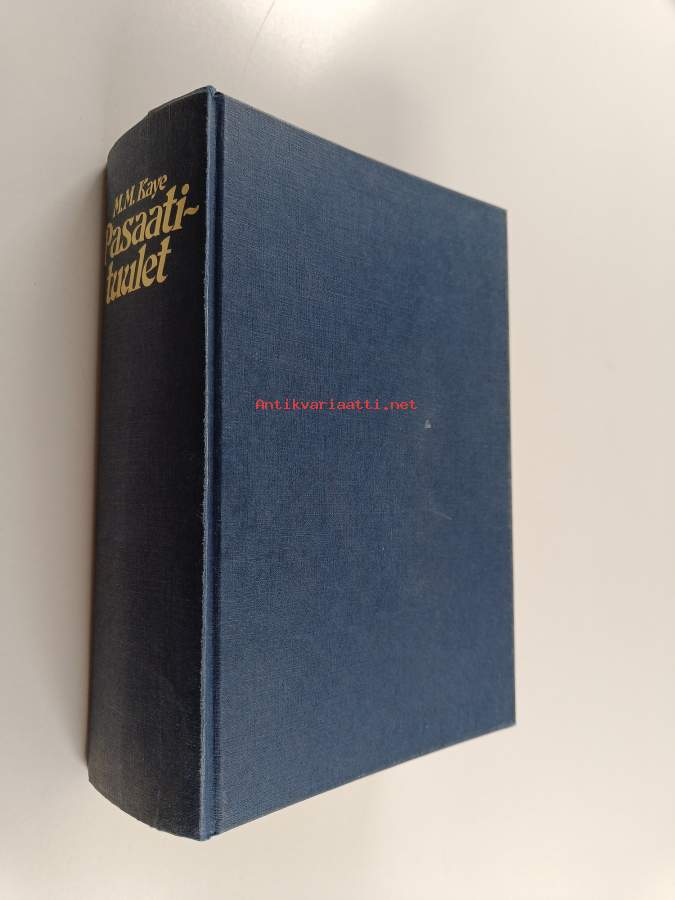 M.M. Kaye
Pasaati-
tuulet
Antikvariaatti.net